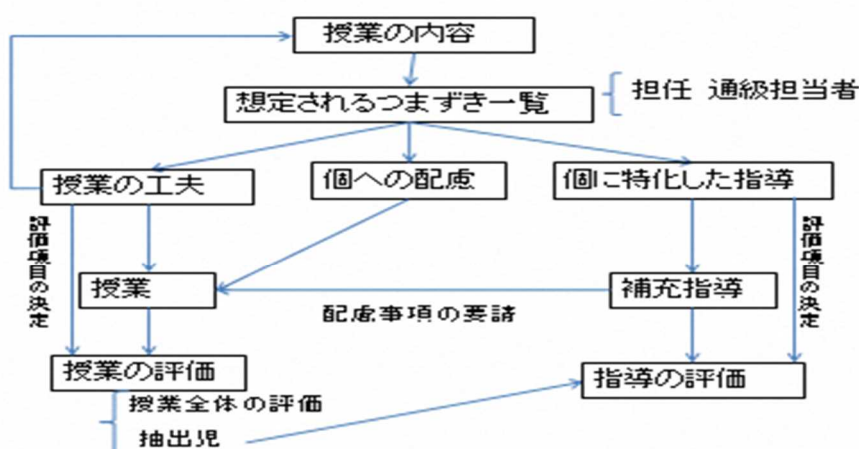 授業の内容
想定されるつまずき一覧
担任 通級担当者
授業の工夫
個への配慮
個に特化した指導
評価項目の決定
評価項目の決定
授業
補充指導
配慮事項の要請
授業の評価
指導の評価
授業全体の評価
抽出児